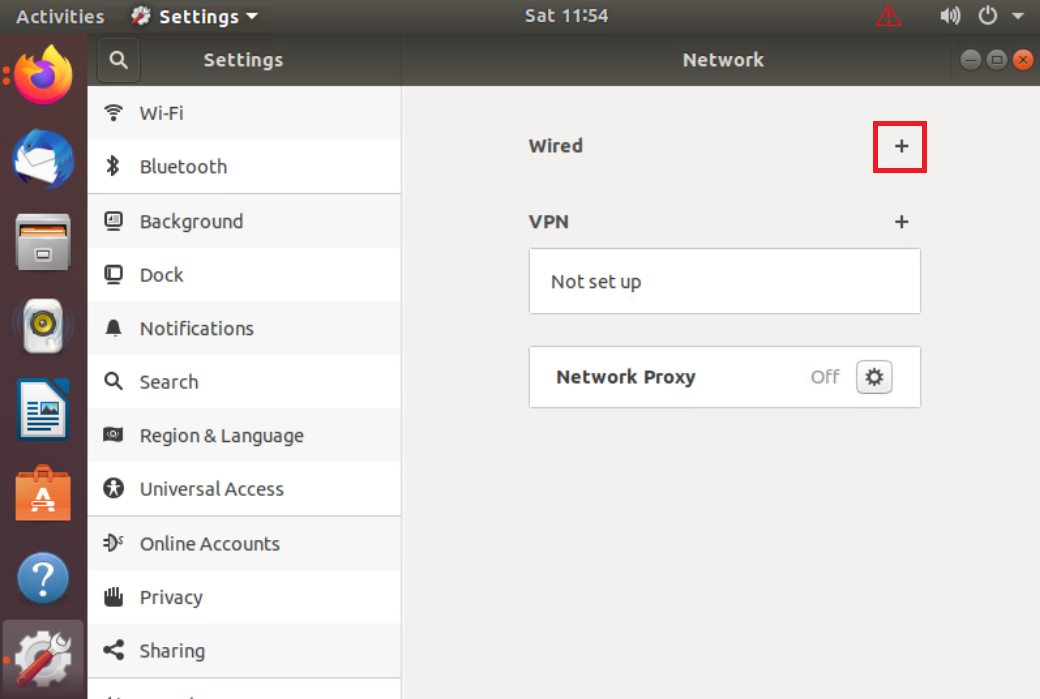 Activities Settings Sat 11:54
Settings Network
Wi-Fi
Bluetooth
Background
Dock
Notifications
Search
Region & Language
Universal Access
Online Accounts
Privacy
Sharing
Wired +
VPN +
Not set up
Network Proxy Off